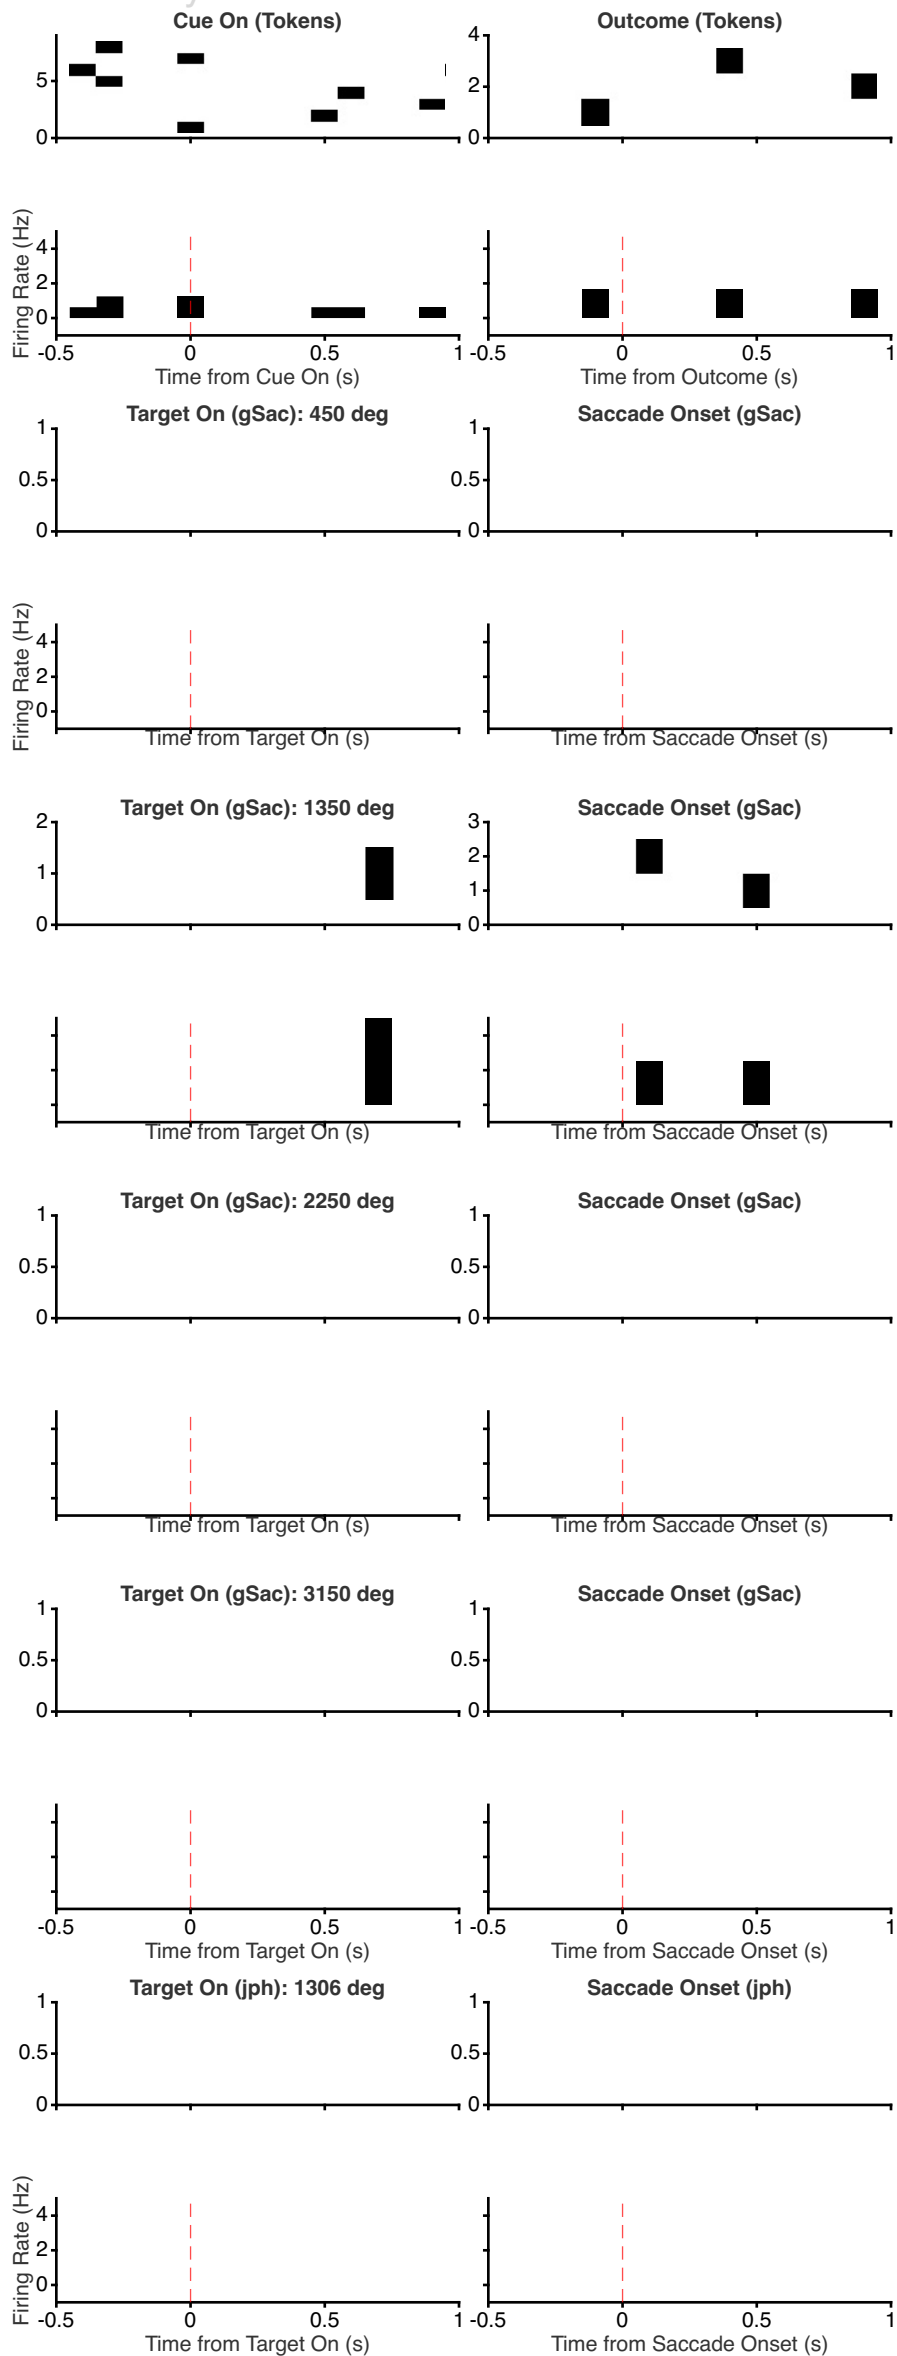 Cue On (Tokens) Outcome (Tokens)
5
0
4
2
0
Firing Rate (Hz)
4
2
0
-0.5 0 0.5 1 -0.5 0 0.5 1
Time from Cue On (s) Time from Outcome (s)
Target On (gSac): 450 deg Saccade Onset (gSac)
1 1
0.5 0.5
0 0
Firing Rate (Hz)
4
2
0
Time from Target On (s) Time from Saccade Onset (s)
Target On (gSac): 1350 deg Saccade Onset (gSac)
2
1
0
3
2
1
0
Time from Target On (s) Time from Saccade Onset (s)
Target On (gSac): 2250 deg Saccade Onset (gSac)
1 1
0.5 0.5
0 0
Time from Target On (s) Time from Saccade Onset (s)
Target On (gSac): 3150 deg Saccade Onset (gSac)
1 1
0.5 0.5
0 0
-0.5 0 0.5 1 -0.5 0 0.5 1
Time from Target On (s) Time from Saccade Onset (s)
Target On (jph): 1306 deg Saccade Onset (jph)
1 1
0.5 0.5
0 0
Firing Rate (Hz)
4
2
0
-0.5 0 0.5 1 -0.5 0 0.5 1
Time from Target On (s) Time from Saccade Onset (s)